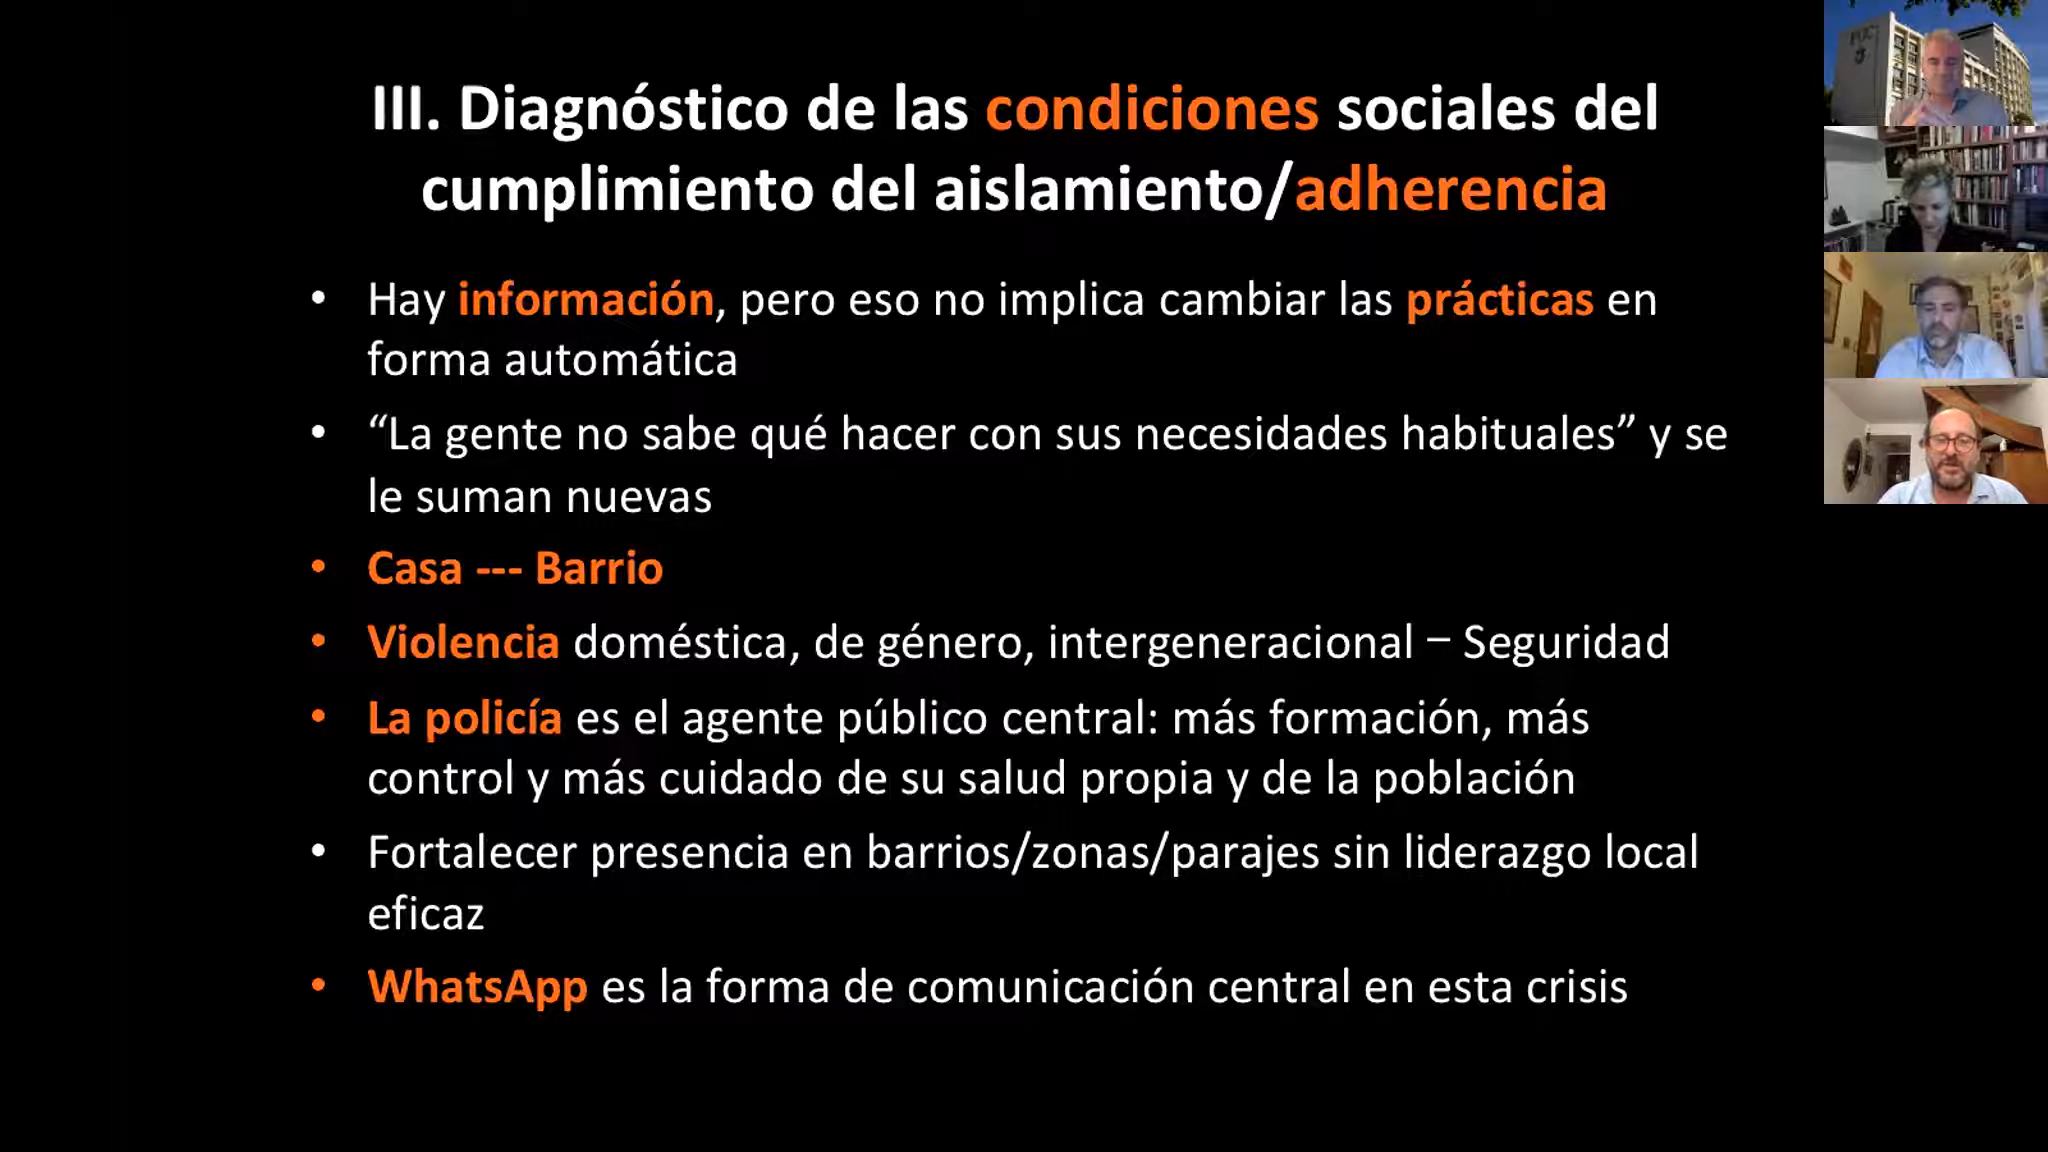 III. Diagnóstico de las condiciones sociales del
cumplimiento del aislamiento/adherencia
• Hay información, pero eso no implica cambiar las prácticas en
forma automática
• “La gente no sabe qué hacer con sus necesidades habituales” y se
le suman nuevas
• Casa --- Barrio
• Violencia doméstica, de género, intergeneracional – Seguridad
• La policía es el agente público central: más formación, más
control y más cuidado de su salud propia y de la población
• Fortalecer presencia en barrios/zonas/parajes sin liderazgo local
eficaz
• WhatsApp es la forma de comunicación central en esta crisis